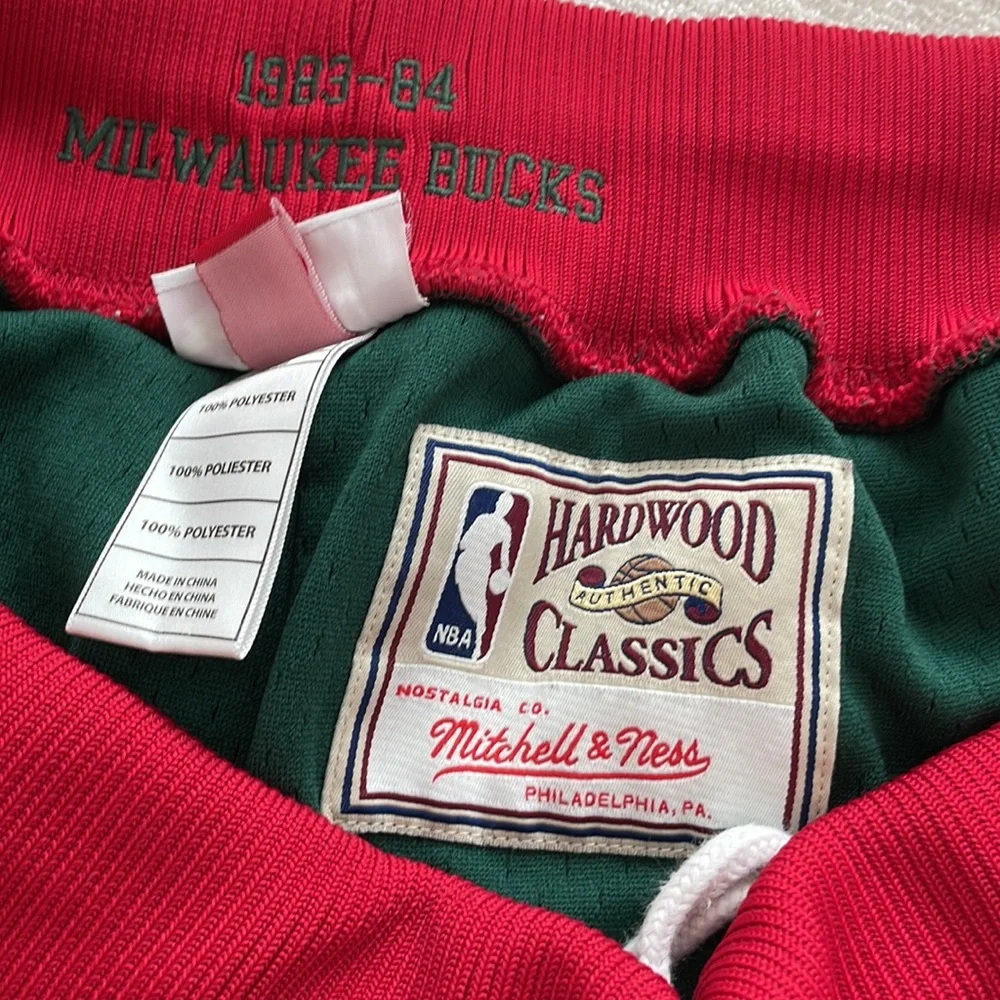 1983-84
MILWAUKEE BUCKS
100% POLYESTER
100% POLIESTER
100% POLYESTER
MADE IN CHINA
HECHO EN CHINA
FABRIQUE EN CHINE
NBA
HARDWOOD
AUTHENTIC
CLASSICS
NOSTALGIA CO.
Mitchell & Ness
PHILADELPHIA, PA.